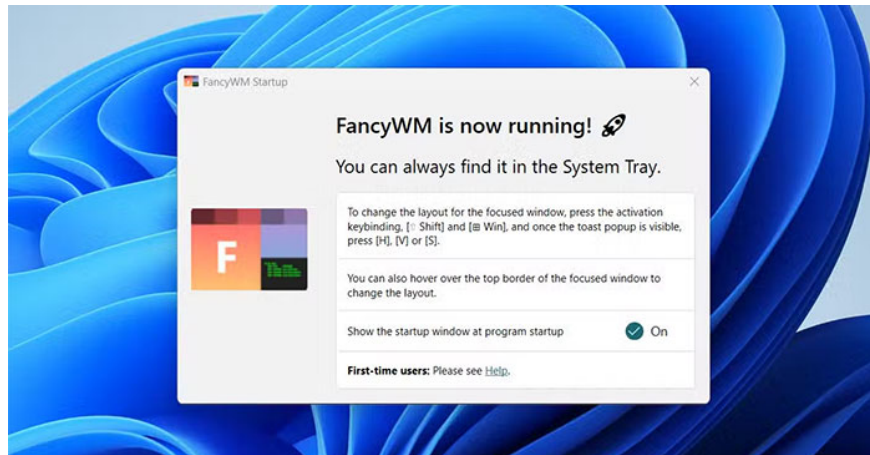 FancyWM Startup
FancyWM is now running! 🚀
You can always find it in the System Tray.
To change the layout for the focused window, press the activation
keybinding, [⇧ Shift] and [⊞ Win], and once the toast popup is visible,
press [H], [V] or [S].
You can also hover over the top border of the focused window to
change the layout.
Show the startup window at program startup On
First-time users: Please see Help.
F